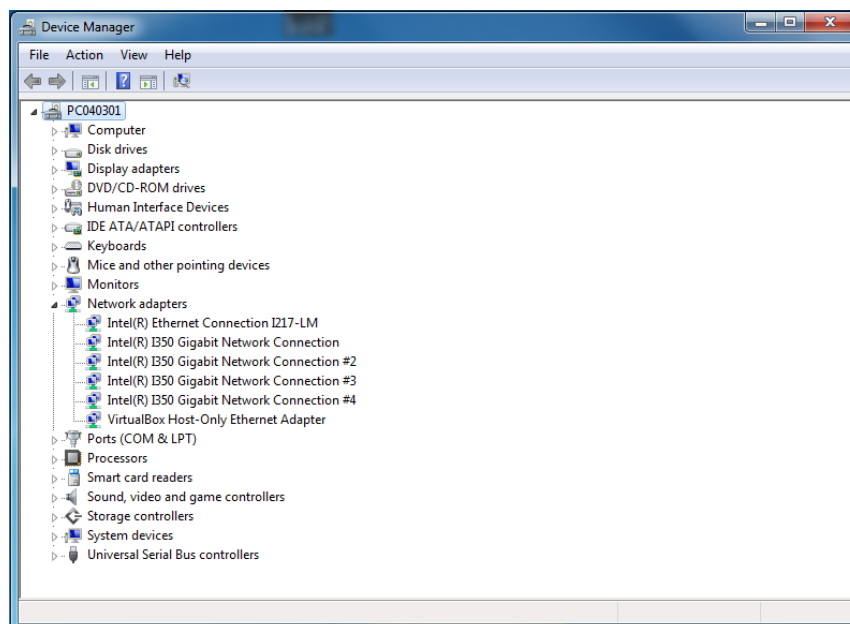 Device Manager
File Action View Help
PC040301
Computer
Disk drives
Display adapters
DVD/CD-ROM drives
Human Interface Devices
IDE ATA/ATAPI controllers
Keyboards
Mice and other pointing devices
Monitors
Network adapters
Intel(R) Ethernet Connection I217-LM
Intel(R) I350 Gigabit Network Connection
Intel(R) I350 Gigabit Network Connection #2
Intel(R) I350 Gigabit Network Connection #3
Intel(R) I350 Gigabit Network Connection #4
VirtualBox Host-Only Ethernet Adapter
Ports (COM & LPT)
Processors
Smart card readers
Sound, video and game controllers
Storage controllers
System devices
Universal Serial Bus controllers